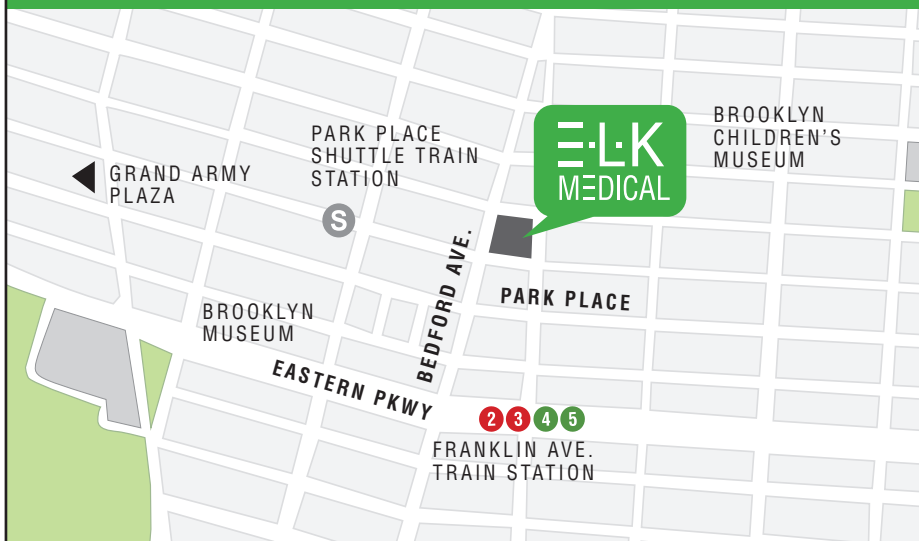 PARK PLACE
SHUTTLE TRAIN
STATION
S
GRAND ARMY
PLAZA
E·L·K
MEDICAL
BROOKLYN
CHILDREN'S
MUSEUM
BEDFORD AVE.
PARK PLACE
BROOKLYN
MUSEUM
EASTERN PKWY
2 3 4 5
FRANKLIN AVE.
TRAIN STATION